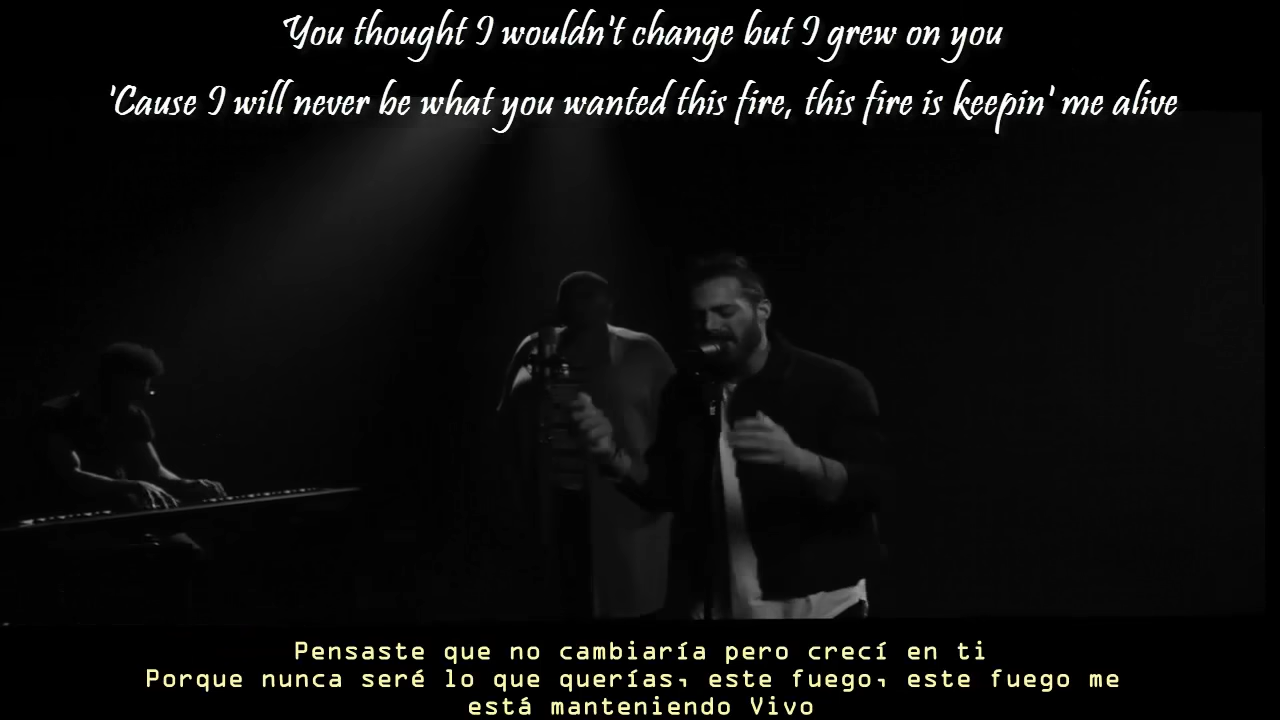 You thought I wouldn't change but I grew on you
'Cause I will never be what you wanted this fire, this fire is keepin' me alive
Pensaste que no cambiaría pero crecí en ti
Porque nunca seré lo que querías, este fuego, este fuego me
está manteniendo Vivo